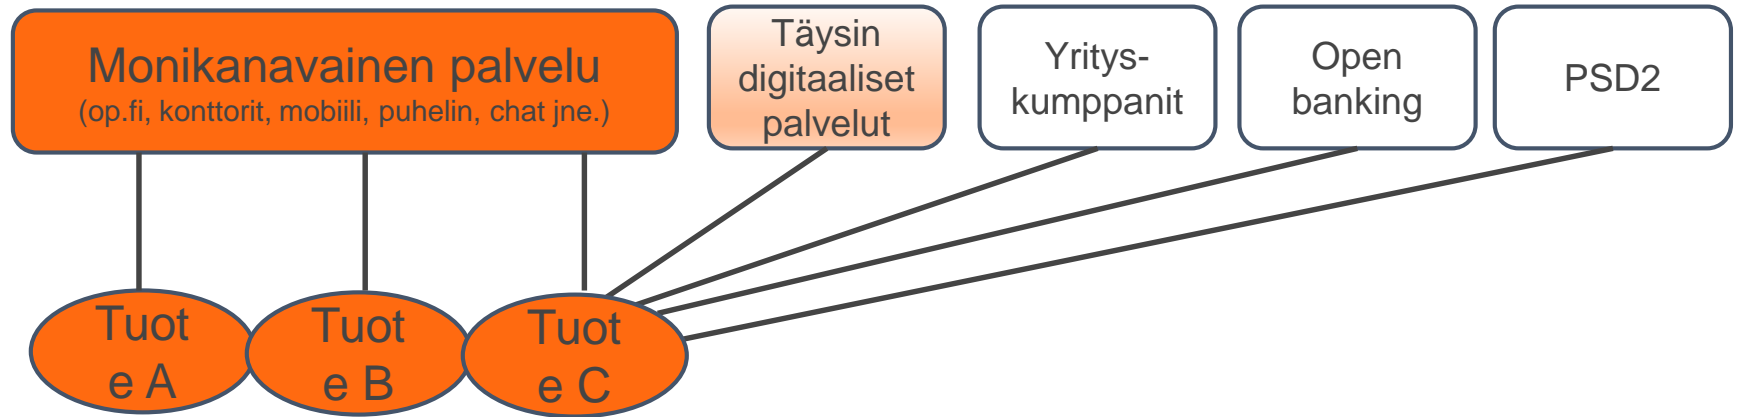 Monikanavainen palvelu
(op.fi, konttorit, mobiili, puhelin, chat jne.)
Täysin
digitaaliset
palvelut
Yritys-
kumppanit
Open
banking
PSD2
Tuot
e A
Tuot
e B
Tuot
e C